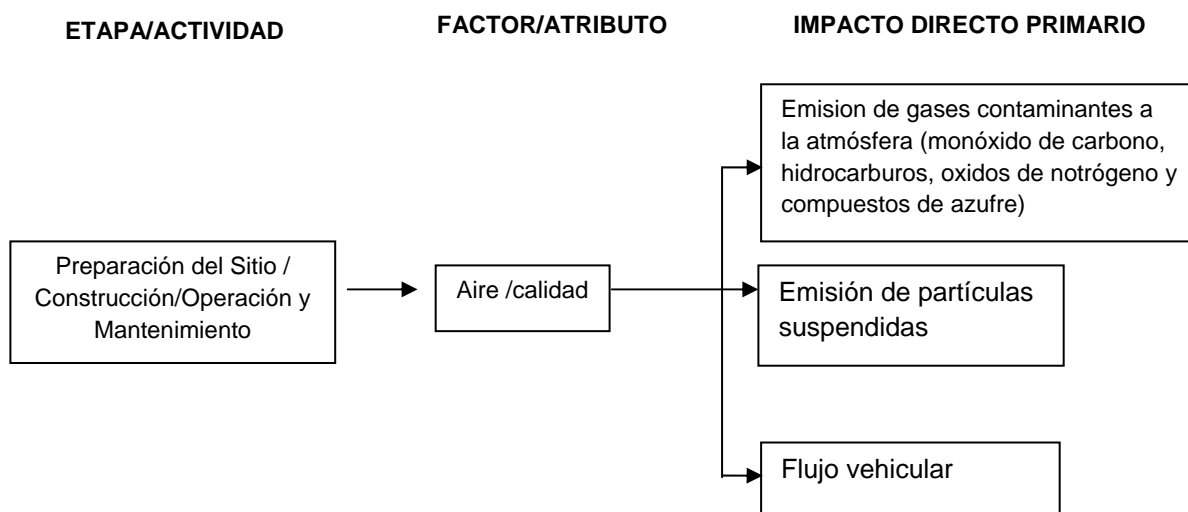 ETAPA/ACTIVIDAD
FACTOR/ATRIBUTO
IMPACTO DIRECTO PRIMARIO
Preparación del Sitio /
Construcción/Operación y
Mantenimiento
Aire /calidad
Emision de gases contaminantes a
la atmósfera (monóxido de carbono,
hidrocarburos, oxidos de notrógeno y
compuestos de azufre)
Emisión de partículas
suspendidas
Flujo vehicular